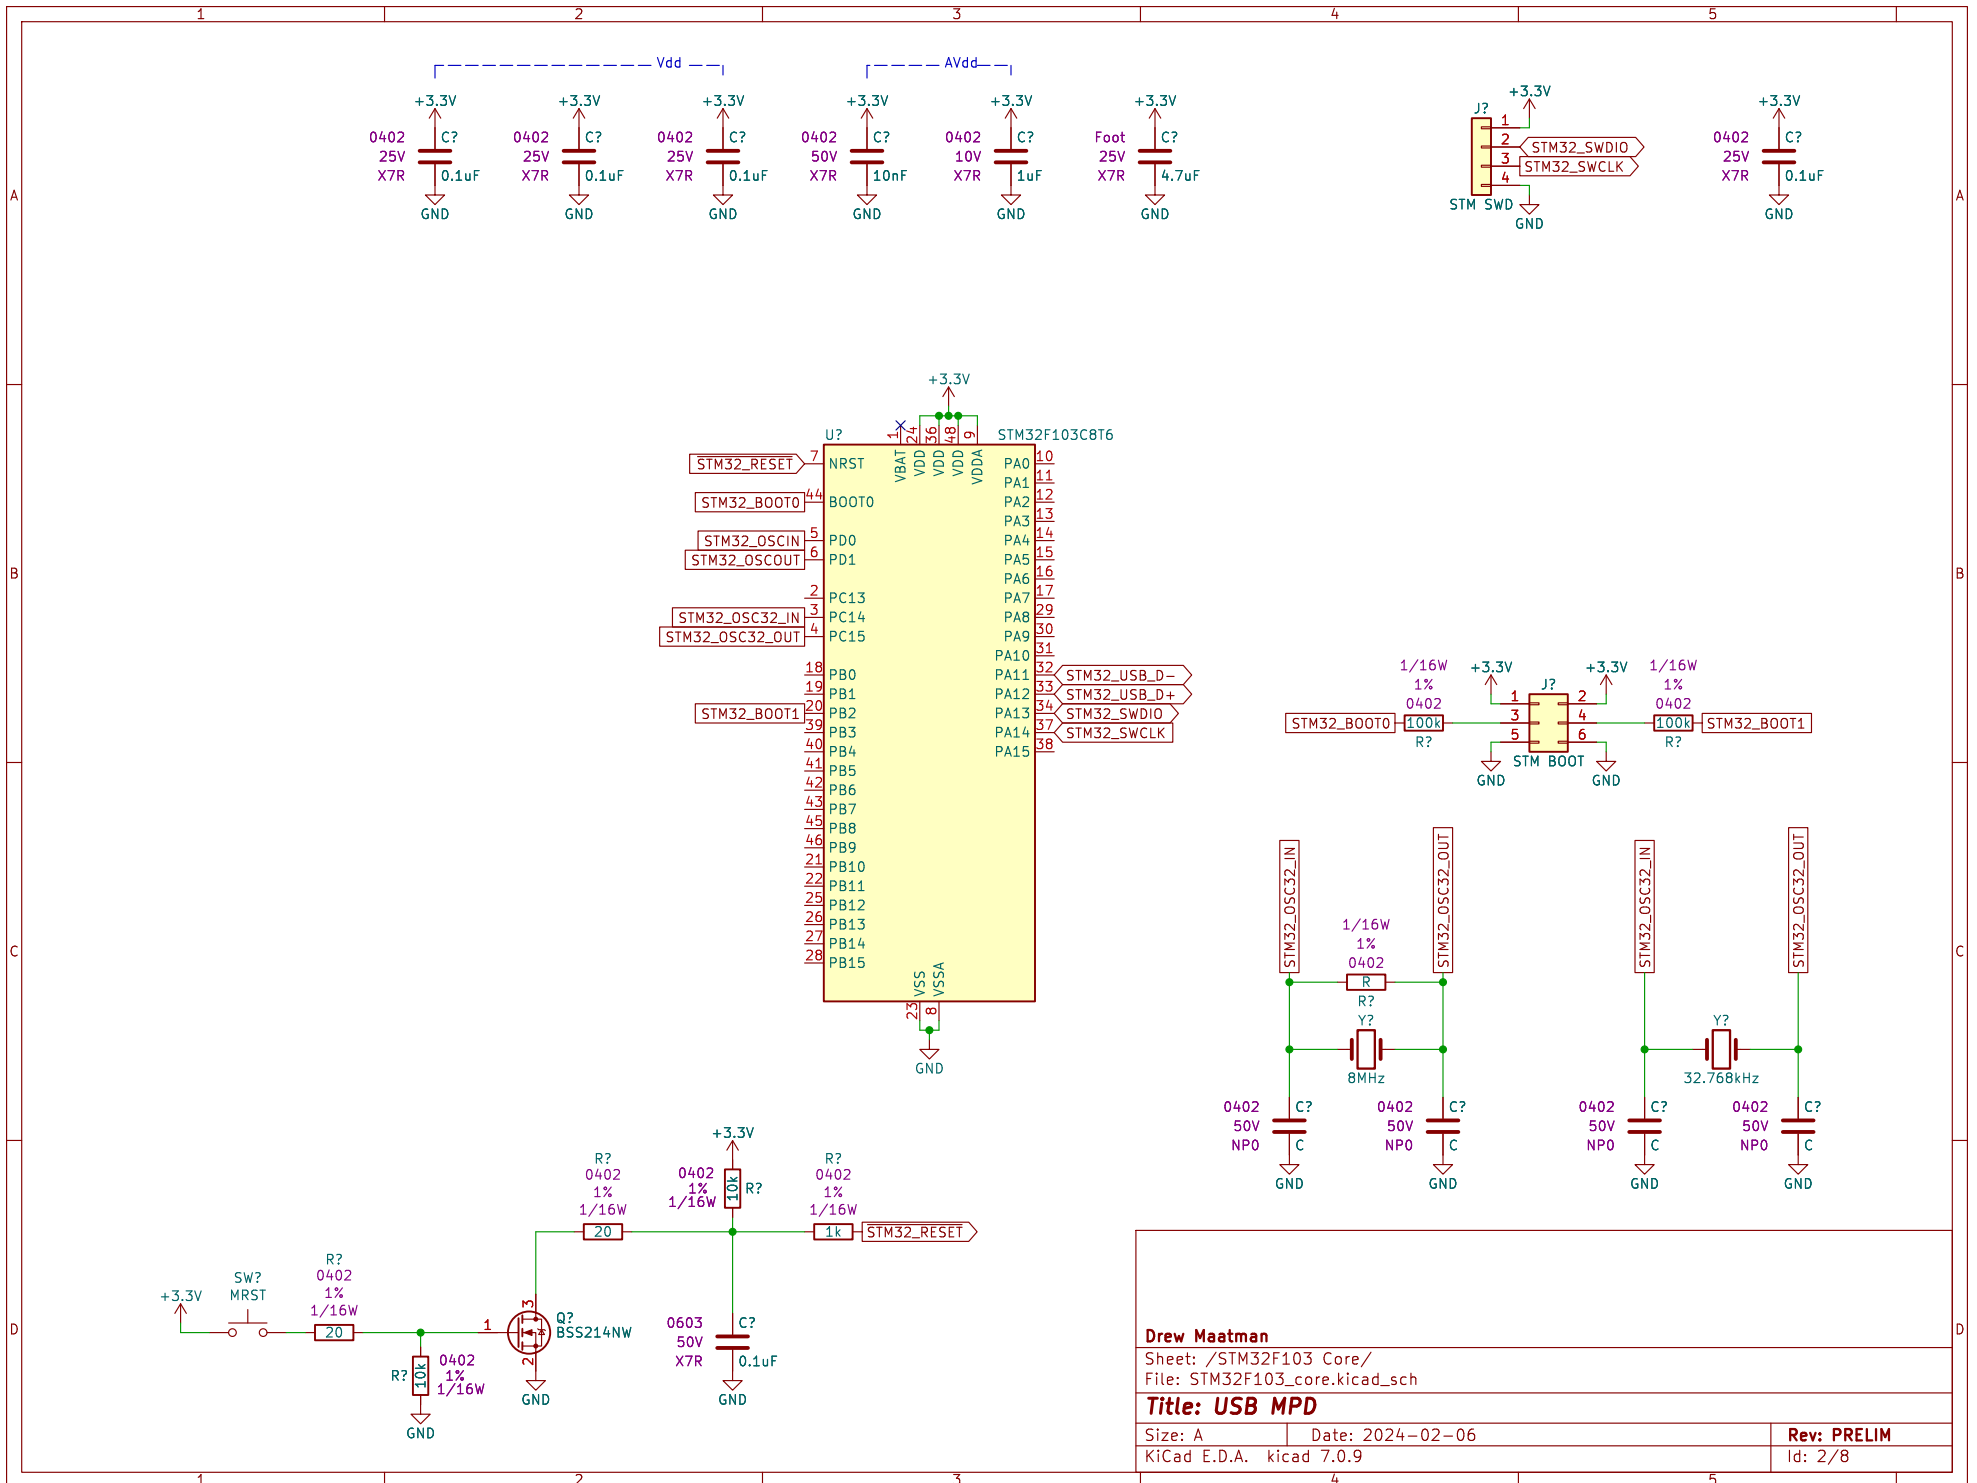 1 2 3 4 5
A
B
C
D
A
B
C
D
1 2 3 4 5
Vdd
AVdd
+3.3V
0402 C?
25V
X7R 0.1uF
GND
+3.3V
0402 C?
25V
X7R 0.1uF
GND
+3.3V
0402 C?
25V
X7R 0.1uF
GND
+3.3V
0402 C?
50V
X7R 10nF
GND
+3.3V
0402 C?
10V
X7R 1uF
GND
+3.3V
Foot C?
25V
X7R 4.7uF
GND
+3.3V
J?
1
2 STM32_SWDIO
3 STM32_SWCLK
4
STM SWD
GND
+3.3V
0402 C?
25V
X7R 0.1uF
GND
+3.3V
U? STM32F103C8T6
1 24 36 48 9
VBAT VDD VDD VDD VDDA
STM32_RESET 7 NRST
STM32_BOOT0 44 BOOT0
STM32_OSCIN 5 PD0
STM32_OSCOUT 6 PD1
2 PC13
STM32_OSC32_IN 3 PC14
STM32_OSC32_OUT 4 PC15
18 PB0
19 PB1
STM32_BOOT1 20 PB2
39 PB3
40 PB4
41 PB5
42 PB6
43 PB7
45 PB8
46 PB9
21 PB10
22 PB11
25 PB12
26 PB13
27 PB14
28 PB15
PA0 10
PA1 11
PA2 12
PA3 13
PA4 14
PA5 15
PA6 16
PA7 17
PA8 29
PA9 30
PA10 31
PA11 32 STM32_USB_D-
PA12 33 STM32_USB_D+
PA13 34 STM32_SWDIO
PA14 37 STM32_SWCLK
PA15 38
VSS VSSA
23 8
GND
1/16W
1%
0402
STM32_BOOT0 100k
R?
+3.3V +3.3V
J?
1 2
3 4
5 6
STM BOOT
GND GND
1/16W
1%
0402
100k STM32_BOOT1
R?
STM32_OSC32_IN
STM32_OSC32_OUT
1/16W
1%
0402
R
R?
Y?
8MHz
0402 C?
50V
NP0 C
GND
0402 C?
50V
NP0 C
GND
STM32_OSC32_IN
STM32_OSC32_OUT
Y?
32.768kHz
0402 C?
50V
NP0 C
GND
0402 C?
50V
NP0 C
GND
+3.3V
SW?
MRST
R?
0402
1%
1/16W
20
R? 10k
0402
1%
1/16W
GND
1
3
2
Q?
BSS214NW
GND
R?
0402
1%
1/16W
20
+3.3V
0402
1%
1/16W
10k R?
R?
0402
1%
1/16W
1k STM32_RESET
0603 C?
50V
X7R 0.1uF
GND
Drew Maatman
Sheet: /STM32F103 Core/
File: STM32F103_core.kicad_sch
Title: USB MPD
Size: A Date: 2024-02-06 Rev: PRELIM
KiCad E.D.A. kicad 7.0.9 Id: 2/8